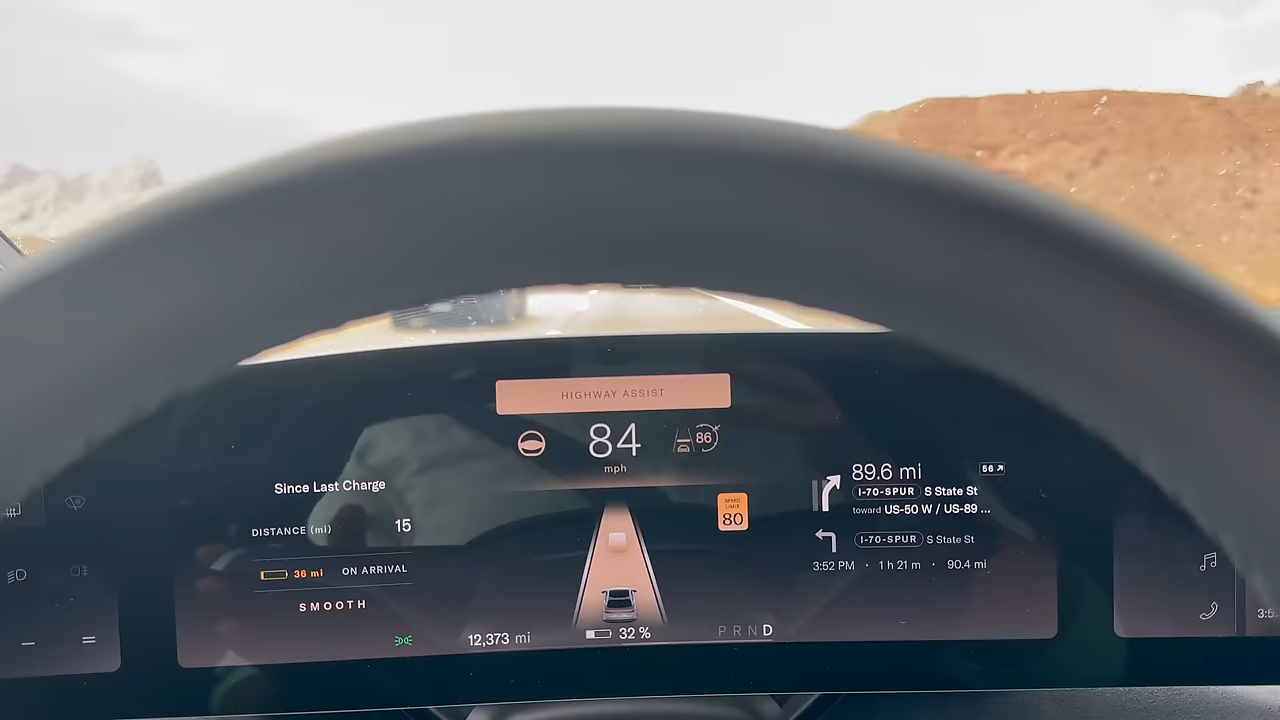 HIGHWAY ASSIST
84
mph
86
Since Last Charge
DISTANCE (mi) 15
36 mi ON ARRIVAL
SMOOTH
12,373 mi
32 %
P R N D
SPEED
LIMIT
80
89.6 mi
56
I-70-SPUR S State St
toward US-50 W / US-89 ...
I-70-SPUR S State St
3:52 PM · 1 h 21 m · 90.4 mi